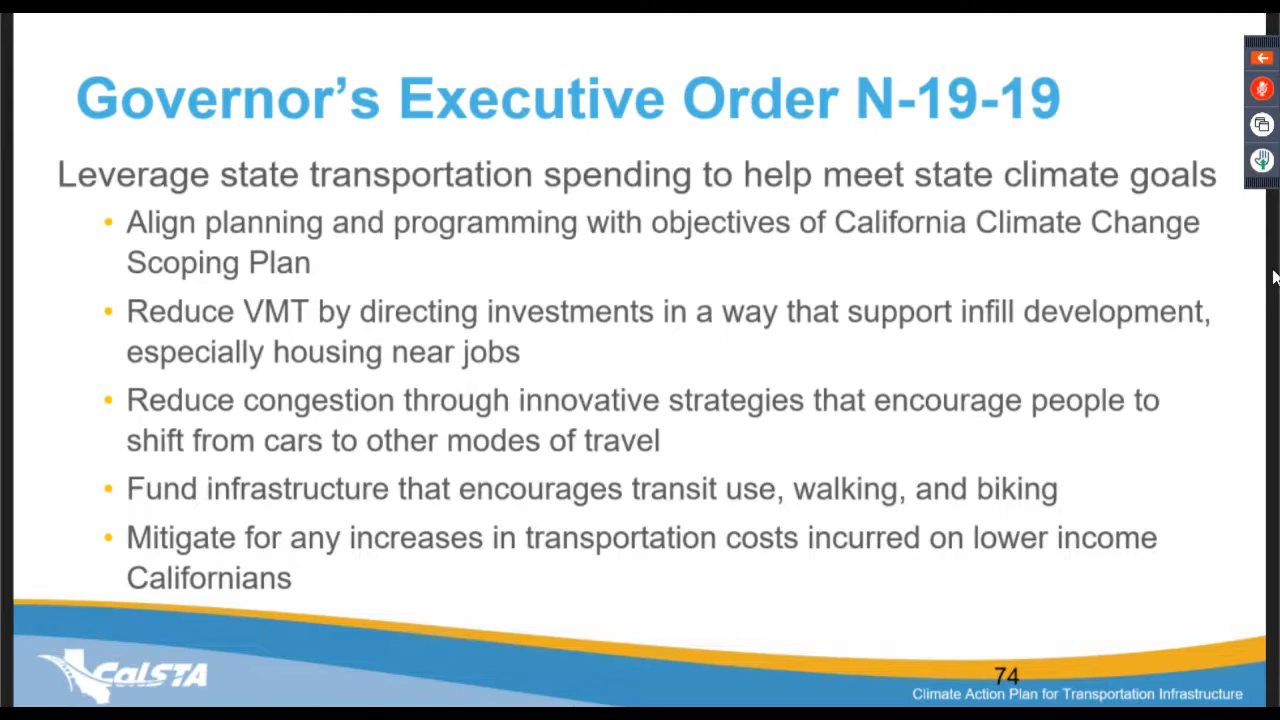 Governor's Executive Order N-19-19
Leverage state transportation spending to help meet state climate goals
• Align planning and programming with objectives of California Climate Change
Scoping Plan
• Reduce VMT by directing investments in a way that support infill development,
especially housing near jobs
• Reduce congestion through innovative strategies that encourage people to
shift from cars to other modes of travel
• Fund infrastructure that encourages transit use, walking, and biking
• Mitigate for any increases in transportation costs incurred on lower income
Californians
CalSTA
74
Climate Action Plan for Transportation Infrastructure